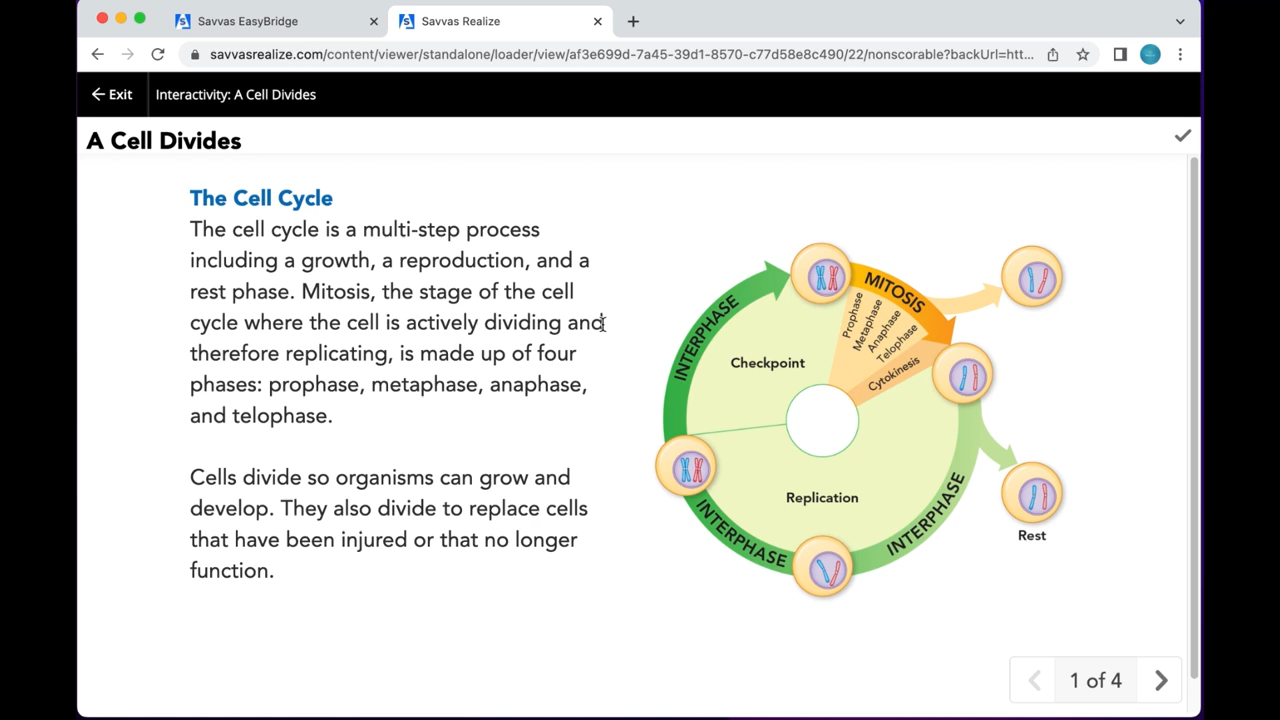 Savvas EasyBridge
Savvas Realize
savvasrealize.com/content/viewer/standalone/loader/view/af3e699d-7a45-39d1-8570-c77d58e8c490/22/nonscorable?backUrl=htt...
Exit
Interactivity: A Cell Divides
A Cell Divides
The Cell Cycle
The cell cycle is a multi-step process
including a growth, a reproduction, and a
rest phase. Mitosis, the stage of the cell
cycle where the cell is actively dividing and
therefore replicating, is made up of four
phases: prophase, metaphase, anaphase,
and telophase.
Cells divide so organisms can grow and
develop. They also divide to replace cells
that have been injured or that no longer
function.
INTERPHASE
MITOSIS
Prophase
Metaphase
Anaphase
Telophase
Cytokinesis
Checkpoint
Replication
INTERPHASE
INTERPHASE
Rest
1 of 4